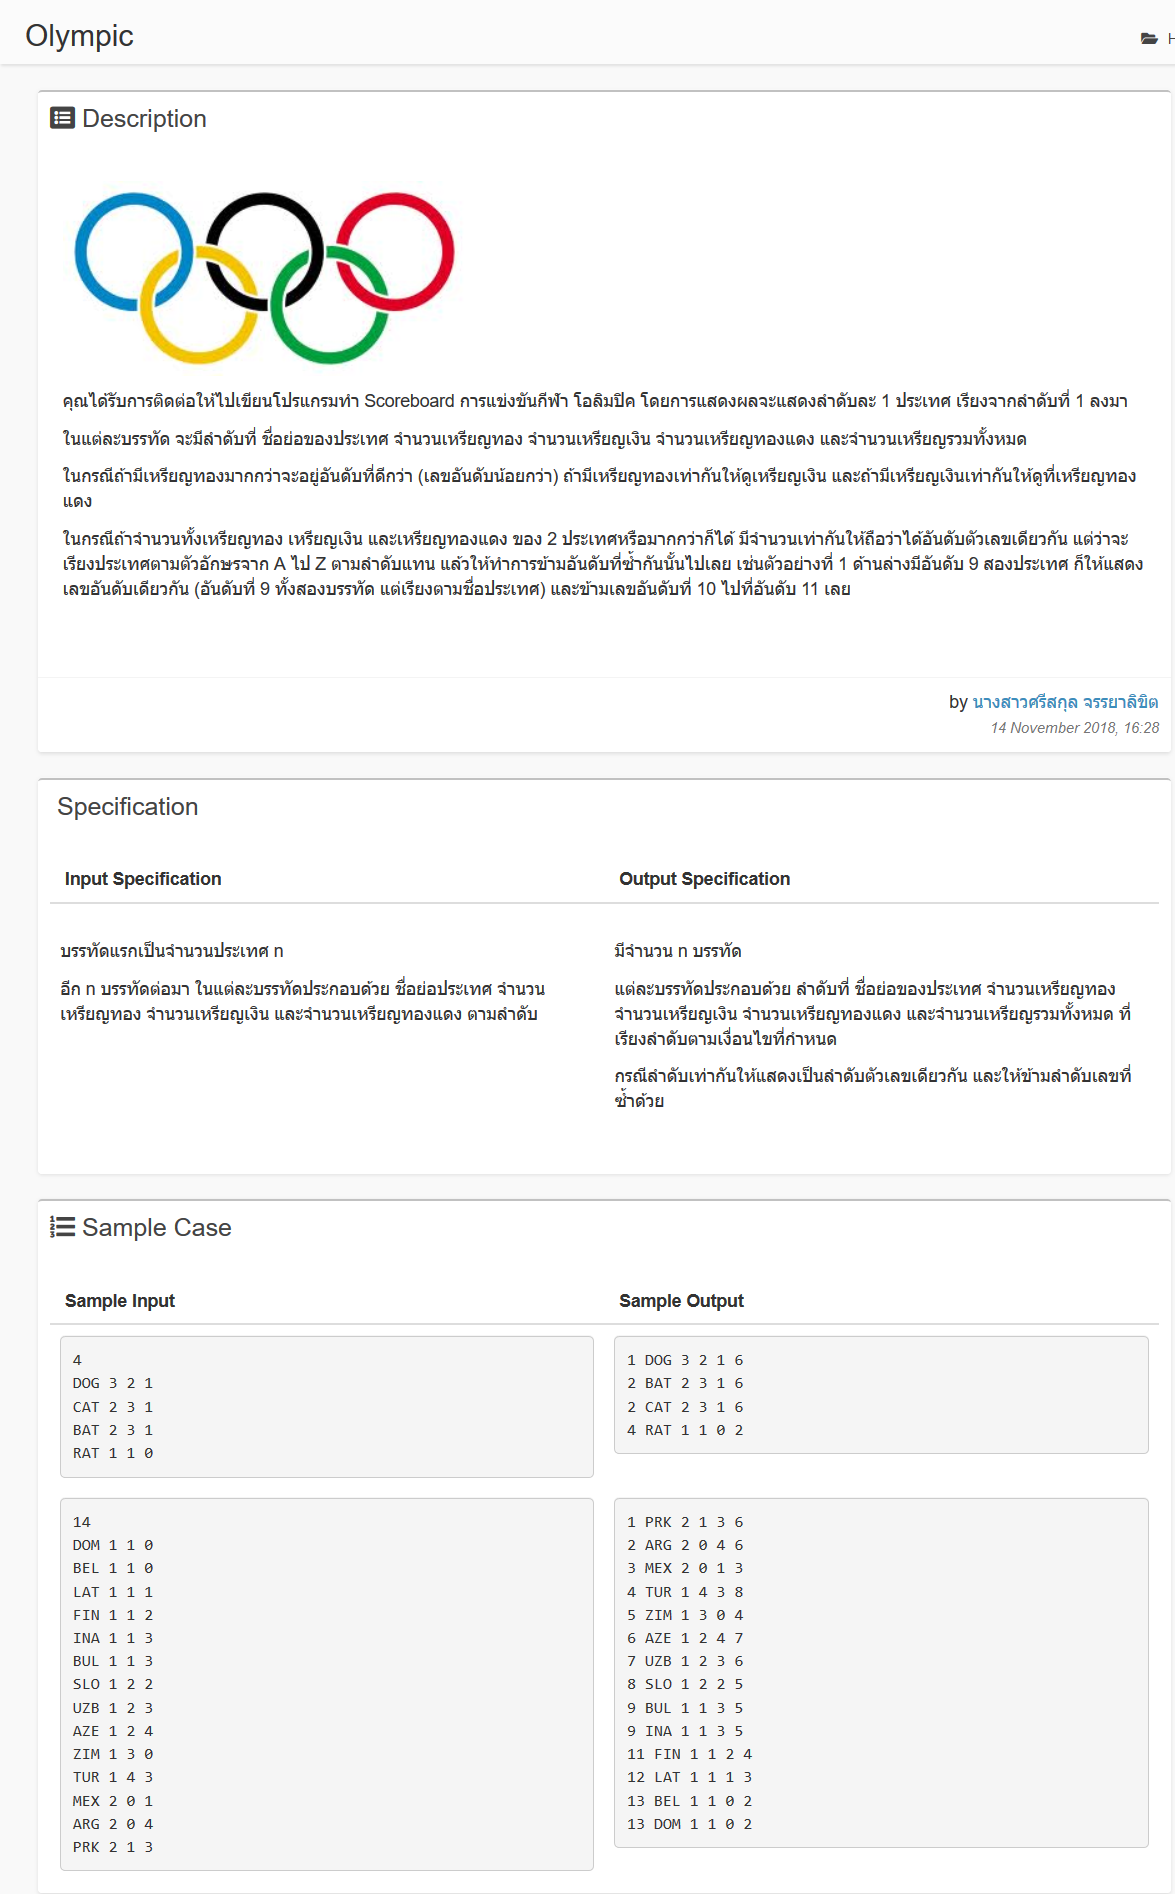 Olympic
Description
คุณได้รับการติดต่อให้ไปเขียนโปรแกรมทำ Scoreboard การแข่งขันกีฬา โอลิมปิค โดยการแสดงผลจะแสดงลำดับละ 1 ประเทศ เรียงจากลำดับที่ 1 ลงมา
ในแต่ละบรรทัด จะมีลำดับที่ ชื่อย่อของประเทศ จำนวนเหรียญทอง จำนวนเหรียญเงิน จำนวนเหรียญทองแดง และจำนวนเหรียญรวมทั้งหมด
ในกรณีถ้ามีเหรียญทองมากกว่าจะอยู่อันดับที่ดีกว่า (เลขอันดับน้อยกว่า) ถ้ามีเหรียญทองเท่ากันให้ดูเหรียญเงิน และถ้ามีเหรียญเงินเท่ากันให้ดูที่เหรียญทอง
แดง
ในกรณีถ้าจำนวนทั้งเหรียญทอง เหรียญเงิน และเหรียญทองแดง ของ 2 ประเทศหรือมากกว่าก็ได้ มีจำนวนเท่ากันให้ถือว่าได้อันดับตัวเลขเดียวกัน แต่ว่าจะ
เรียงประเทศตามตัวอักษรจาก A ไป Z ตามลำดับแทน แล้วให้ทำการข้ามอันดับที่ซ้ำกันนั้นไปเลย เช่นตัวอย่างที่ 1 ด้านล่างมีอันดับ 9 สองประเทศ ก็ให้แสดง
เลขอันดับเดียวกัน (อันดับที่ 9 ทั้งสองบรรทัด แต่เรียงตามชื่อประเทศ) และข้ามเลขอันดับที่ 10 ไปที่อันดับ 11 เลย
by นางสาวศรีสกุล จรรยาลิขิต
14 November 2018, 16:28
Specification
Input Specification
Output Specification
บรรทัดแรกเป็นจำนวนประเทศ n
อีก n บรรทัดต่อมา ในแต่ละบรรทัดประกอบด้วย ชื่อย่อประเทศ จำนวน
เหรียญทอง จำนวนเหรียญเงิน และจำนวนเหรียญทองแดง ตามลำดับ
มีจำนวน n บรรทัด
แต่ละบรรทัดประกอบด้วย ลำดับที่ ชื่อย่อของประเทศ จำนวนเหรียญทอง
จำนวนเหรียญเงิน จำนวนเหรียญทองแดง และจำนวนเหรียญรวมทั้งหมด ที่
เรียงลำดับตามเงื่อนไขที่กำหนด
กรณีลำดับเท่ากันให้แสดงเป็นลำดับตัวเลขเดียวกัน และให้ข้ามลำดับเลขที่
ซ้ำด้วย
Sample Case
Sample Input
Sample Output
4
DOG 3 2 1
CAT 2 3 1
BAT 2 3 1
RAT 1 1 0
1 DOG 3 2 1 6
2 BAT 2 3 1 6
2 CAT 2 3 1 6
4 RAT 1 1 0 2
14
DOM 1 1 0
BEL 1 1 0
LAT 1 1 1
FIN 1 1 2
INA 1 1 3
BUL 1 1 3
SLO 1 2 2
UZB 1 2 3
AZE 1 2 4
ZIM 1 3 0
TUR 1 4 3
MEX 2 0 1
ARG 2 0 4
PRK 2 1 3
1 PRK 2 1 3 6
2 ARG 2 0 4 6
3 MEX 2 0 1 3
4 TUR 1 4 3 8
5 ZIM 1 3 0 4
6 AZE 1 2 4 7
7 UZB 1 2 3 6
8 SLO 1 2 2 5
9 BUL 1 1 3 5
9 INA 1 1 3 5
11 FIN 1 1 2 4
12 LAT 1 1 1 3
13 BEL 1 1 0 2
13 DOM 1 1 0 2